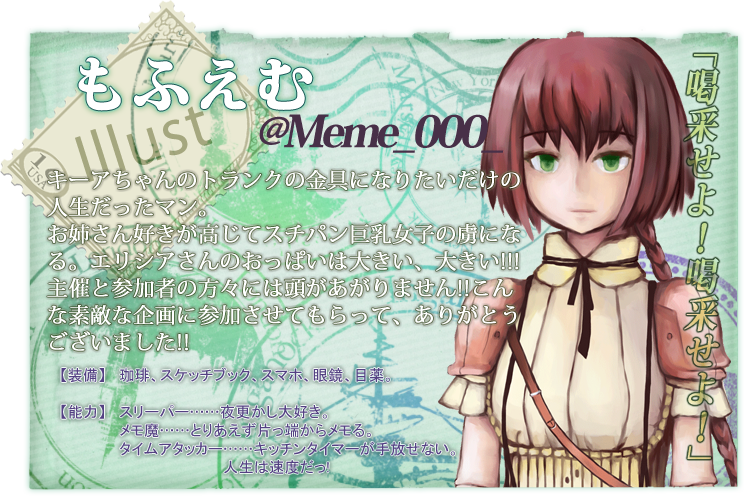 もふえむ
Illust
@Meme_000_
キーアちゃんのトランクの金具になりたいだけの
人生だったマン。
お姉さん好きが高じてスチパン巨乳女子の虜にな
る。エリシアさんのおっぱいは大きい、大きい!!!
主催と参加者の方々には頭があがりません!!こん
な素敵な企画に参加させてもらって、ありがとう
ございました!!
【装備】 珈琲、スケッチブック、スマホ、眼鏡、目薬。
【能力】 スリーパー……夜更かし大好き。
メモ魔……とりあえず片っ端からメモる。
タイムアタッカー……キッチンタイマーが手放せない。
人生は速度だっ!
「喝采せよ!喝采せよ!」